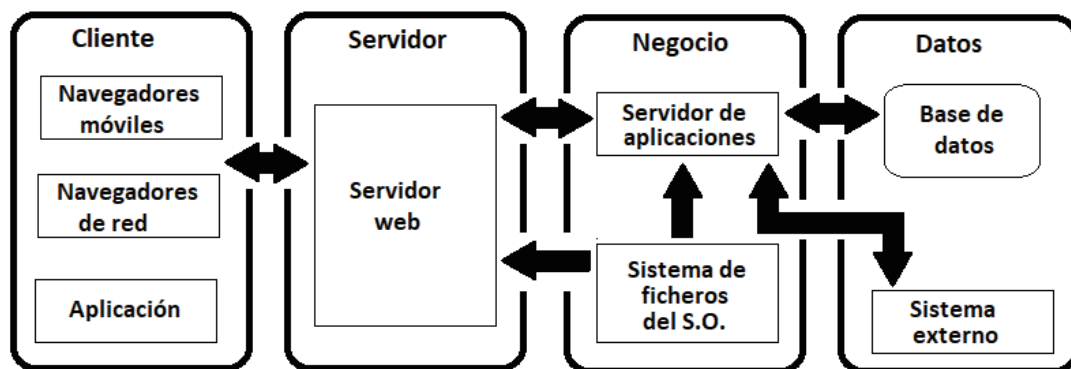 Cliente
Navegadores
móviles
Navegadores
de red
Aplicación
Servidor
Servidor
web
Negocio
Servidor de
aplicaciones
Sistema de
ficheros
del S.O.
Datos
Base de
datos
Sistema
externo